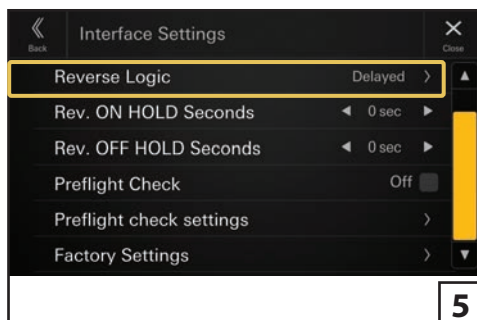 Back
Interface Settings
Close
Reverse Logic Delayed
Rev. ON HOLD Seconds 0 sec
Rev. OFF HOLD Seconds 0 sec
Preflight Check Off
Preflight check settings
Factory Settings
5